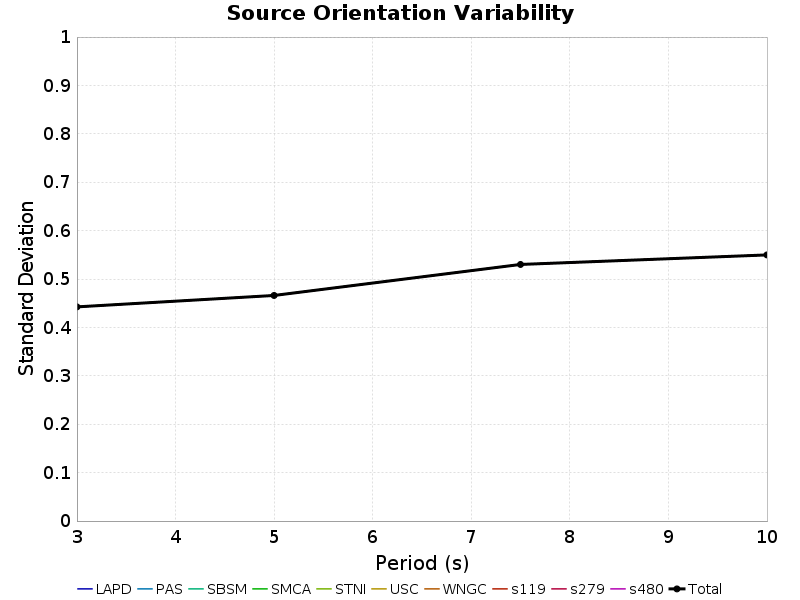 Source Orientation Variability
1
0.9
0.8
0.7
0.6
0.5
0.4
0.3
0.2
0.1
0
Standard Deviation
3 4 5 6 7 8 9 10
Period (s)
LAPD PAS SBSM SMCA STNI USC WNGC s119 s279 s480 Total